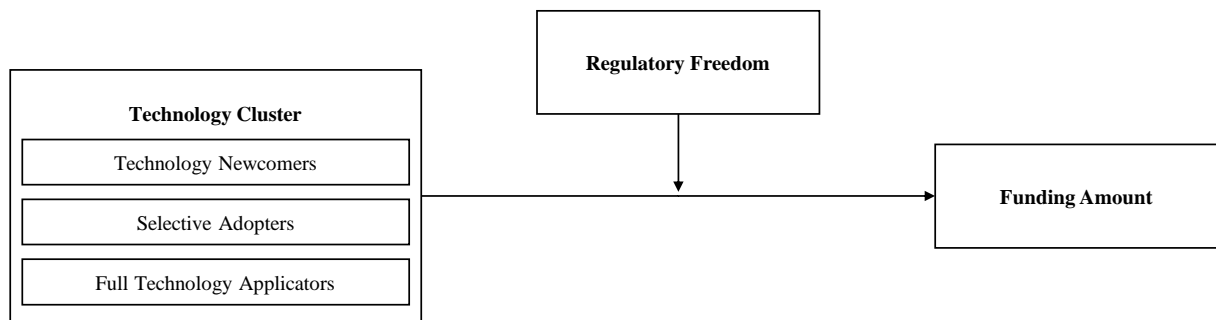 Regulatory Freedom
Technology Cluster
Technology Newcomers
Selective Adopters
Full Technology Applicators
Funding Amount